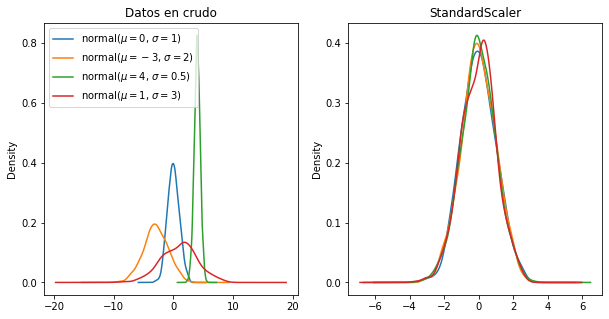 Datos en crudo
normal(μ=0, σ=1)
normal(μ=−3, σ=2)
normal(μ=4, σ=0.5)
normal(μ=1, σ=3)
Density
0.8
0.6
0.4
0.2
0.0
−20 −10 0 10 20
StandardScaler
Density
0.4
0.3
0.2
0.1
0.0
−6 −4 −2 0 2 4 6